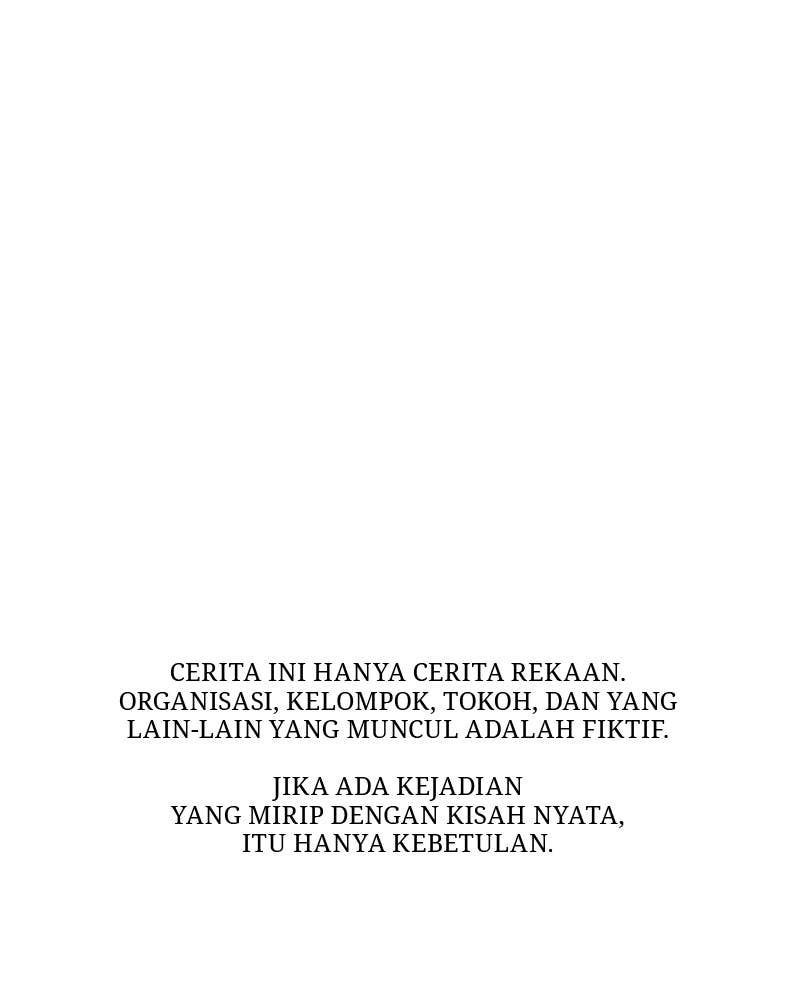 CERITA INI HANYA CERITA REKAAN.
ORGANISASI, KELOMPOK, TOKOH, DAN YANG
LAIN-LAIN YANG MUNCUL ADALAH FIKTIF.
JIKA ADA KEJADIAN
YANG MIRIP DENGAN KISAH NYATA,
ITU HANYA KEBETULAN.